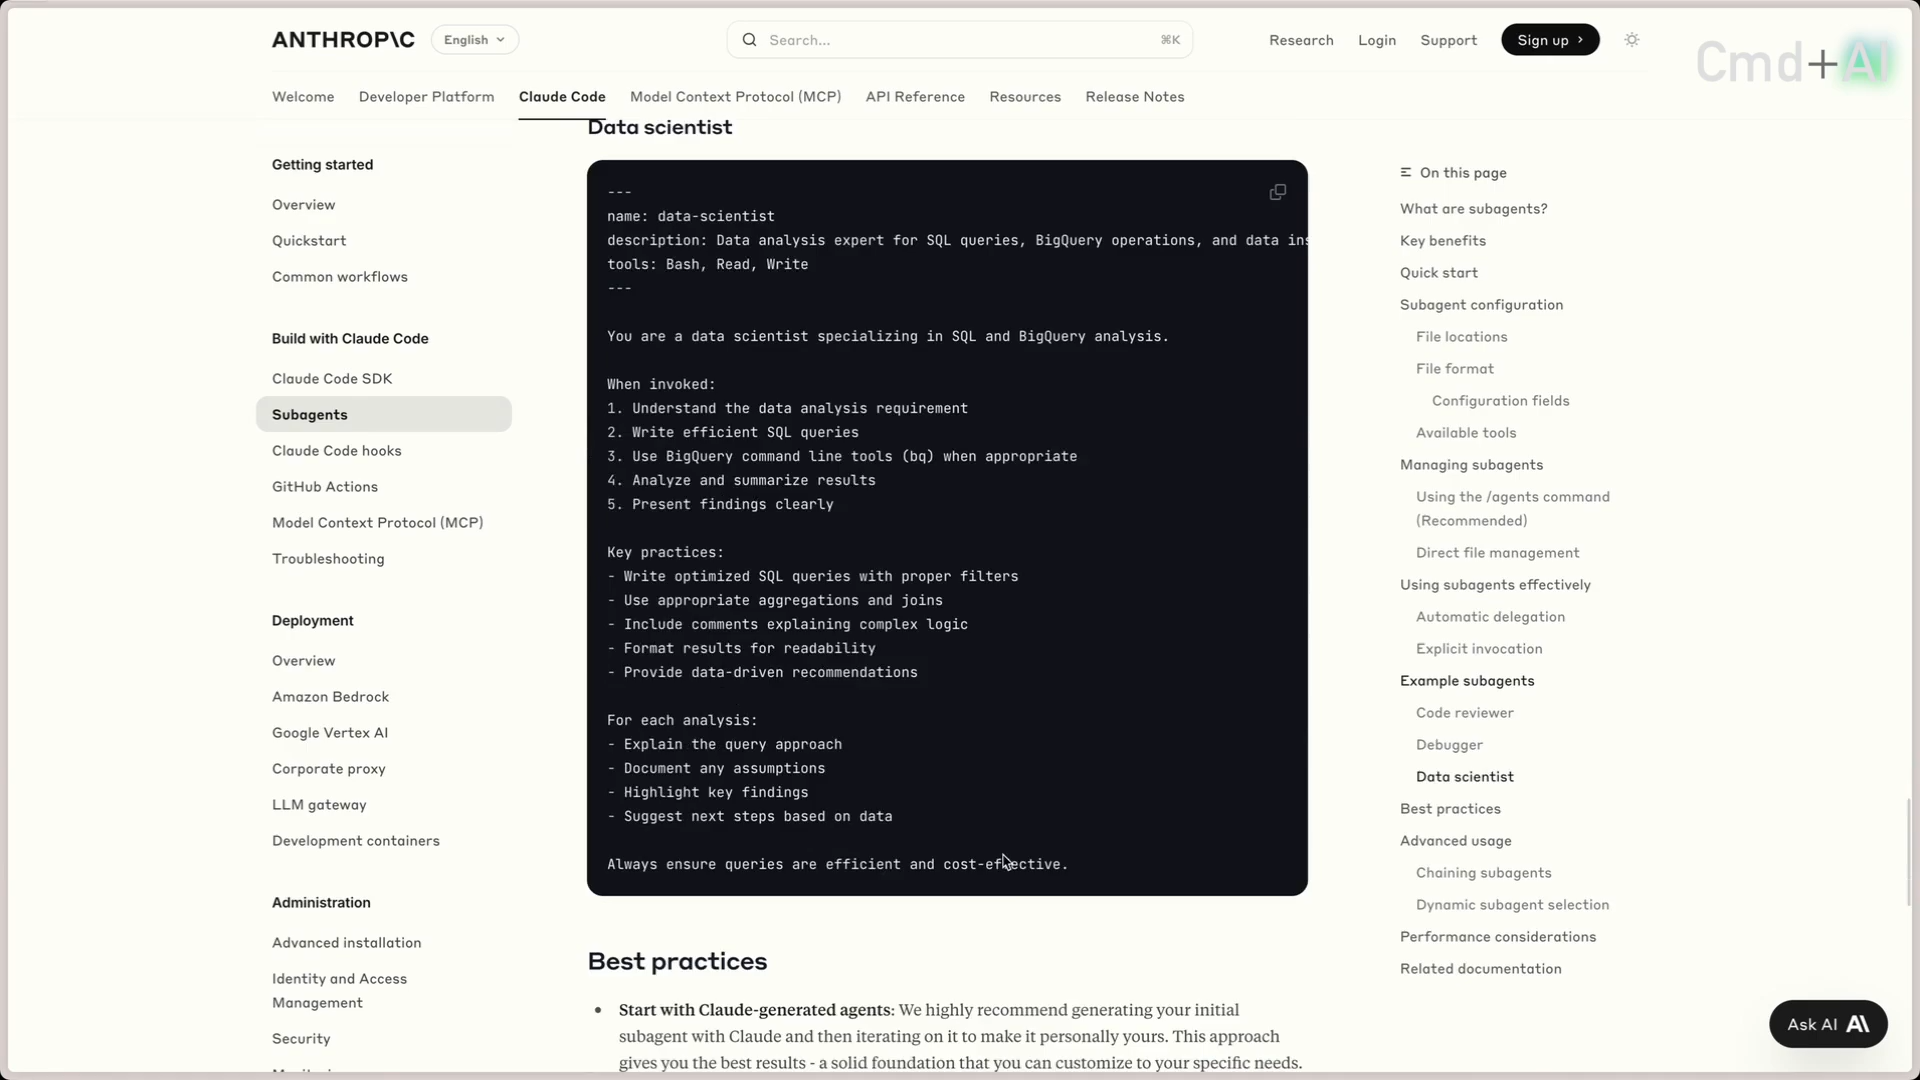 ANTHROP\C
English
Search...
⌘K
Research
Login
Support
Sign up
Cmd+AI
Welcome
Developer Platform
Claude Code
Model Context Protocol (MCP)
API Reference
Resources
Release Notes
Getting started
Overview
Quickstart
Common workflows
Build with Claude Code
Claude Code SDK
Subagents
Claude Code hooks
GitHub Actions
Model Context Protocol (MCP)
Troubleshooting
Deployment
Overview
Amazon Bedrock
Google Vertex AI
Corporate proxy
LLM gateway
Development containers
Administration
Advanced installation
Identity and Access
Management
Security
Data scientist
---
name: data-scientist
description: Data analysis expert for SQL queries, BigQuery operations, and data ins
tools: Bash, Read, Write
---
You are a data scientist specializing in SQL and BigQuery analysis.
When invoked:
1. Understand the data analysis requirement
2. Write efficient SQL queries
3. Use BigQuery command line tools (bq) when appropriate
4. Analyze and summarize results
5. Present findings clearly
Key practices:
- Write optimized SQL queries with proper filters
- Use appropriate aggregations and joins
- Include comments explaining complex logic
- Format results for readability
- Provide data-driven recommendations
For each analysis:
- Explain the query approach
- Document any assumptions
- Highlight key findings
- Suggest next steps based on data
Always ensure queries are efficient and cost-effective.
Best practices
• Start with Claude-generated agents: We highly recommend generating your initial
subagent with Claude and then iterating on it to make it personally yours. This approach
gives you the best results - a solid foundation that you can customize to your specific needs.
On this page
What are subagents?
Key benefits
Quick start
Subagent configuration
File locations
File format
Configuration fields
Available tools
Managing subagents
Using the /agents command
(Recommended)
Direct file management
Using subagents effectively
Automatic delegation
Explicit invocation
Example subagents
Code reviewer
Debugger
Data scientist
Best practices
Advanced usage
Chaining subagents
Dynamic subagent selection
Performance considerations
Related documentation
Ask AI